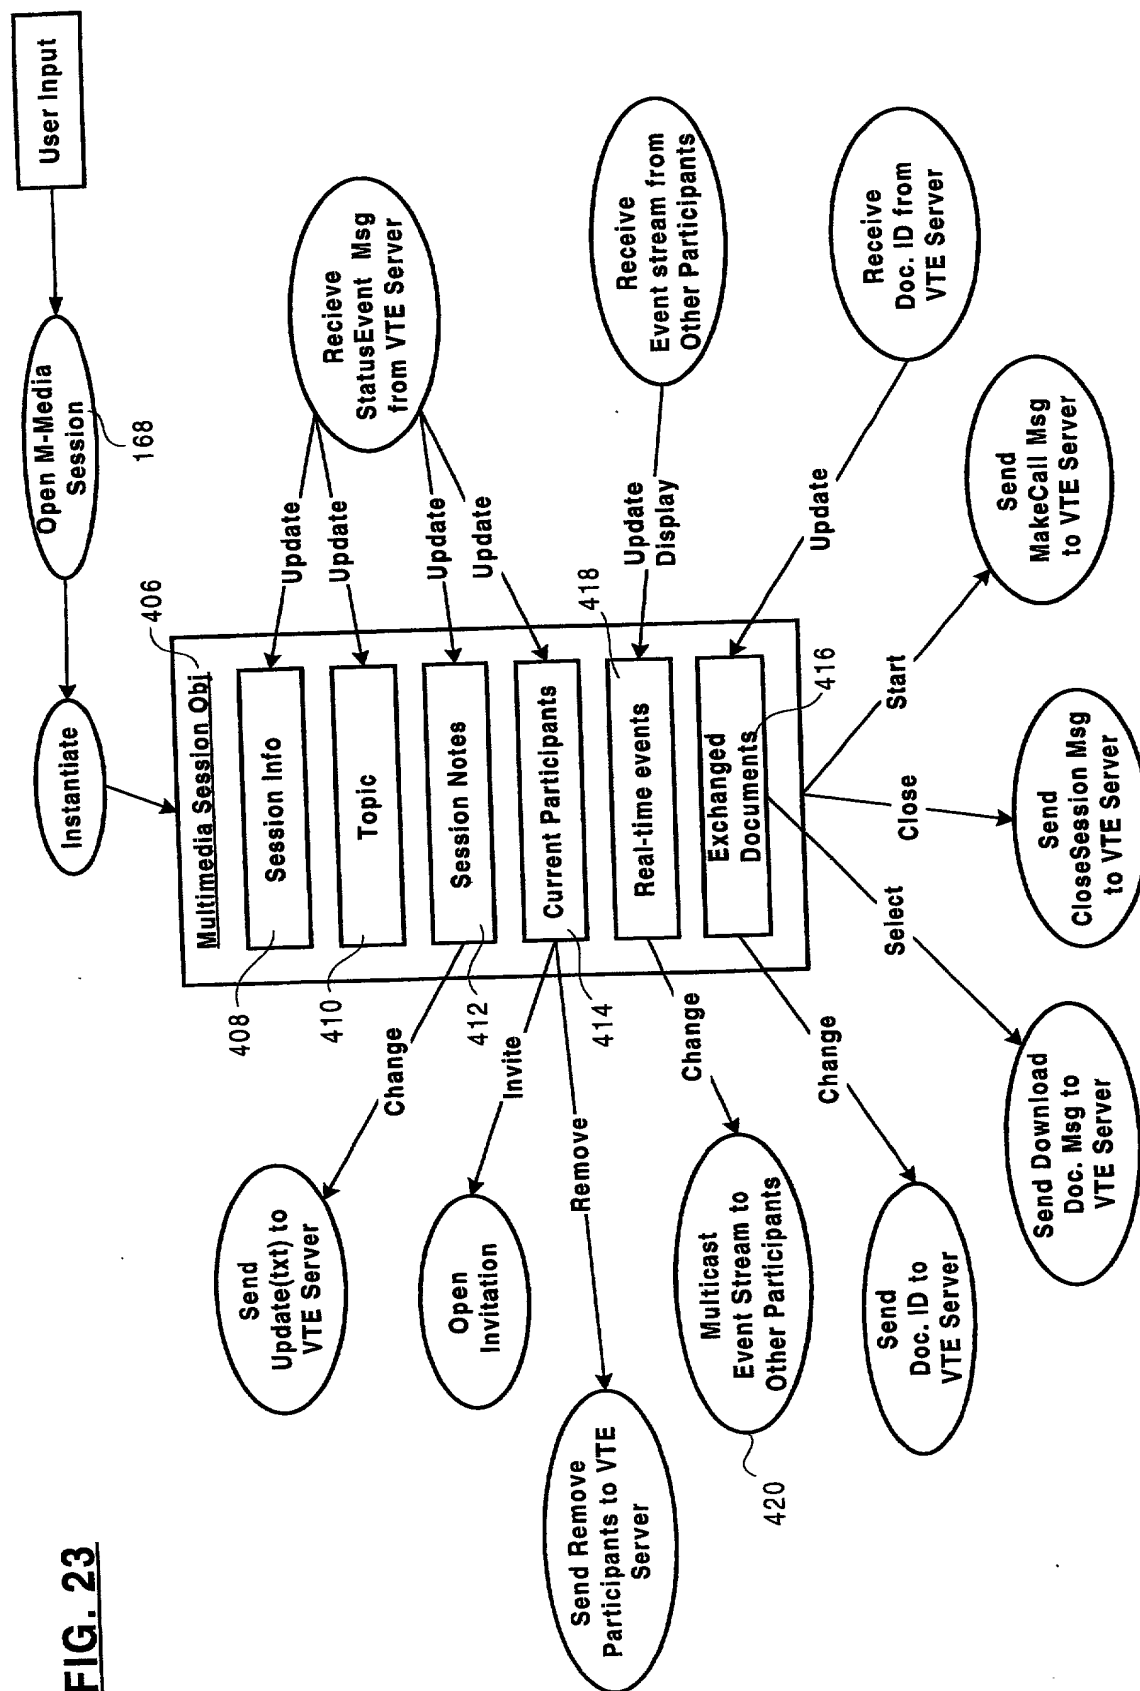 FIG. 23
User Input
Open M-Media
Session
168
Instantiate
406
Multimedia Session Obj
Session Info
408
Topic
410
Session Notes
412
Current Participants
414
Real-time events
418
Exchanged
Documents
416
Recieve
StatusEvent Msg
from VTE Server
Update
Update
Update
Update
Receive
Event stream from
Other Participants
Update
Display
Receive
Doc. ID from
VTE Server
Update
Change
Send
Update(txt) to
VTE Server
Invite
Open
Invitation
Remove
Send Remove
Participants to VTE
Server
Change
Multicast
Event Stream to
Other Participants
420
Change
Send
Doc. ID to
VTE Server
Select
Send Download
Doc. Msg to
VTE Server
Close
Send
CloseSession Msg
to VTE Server
Start
Send
MakeCall Msg
to VTE Server